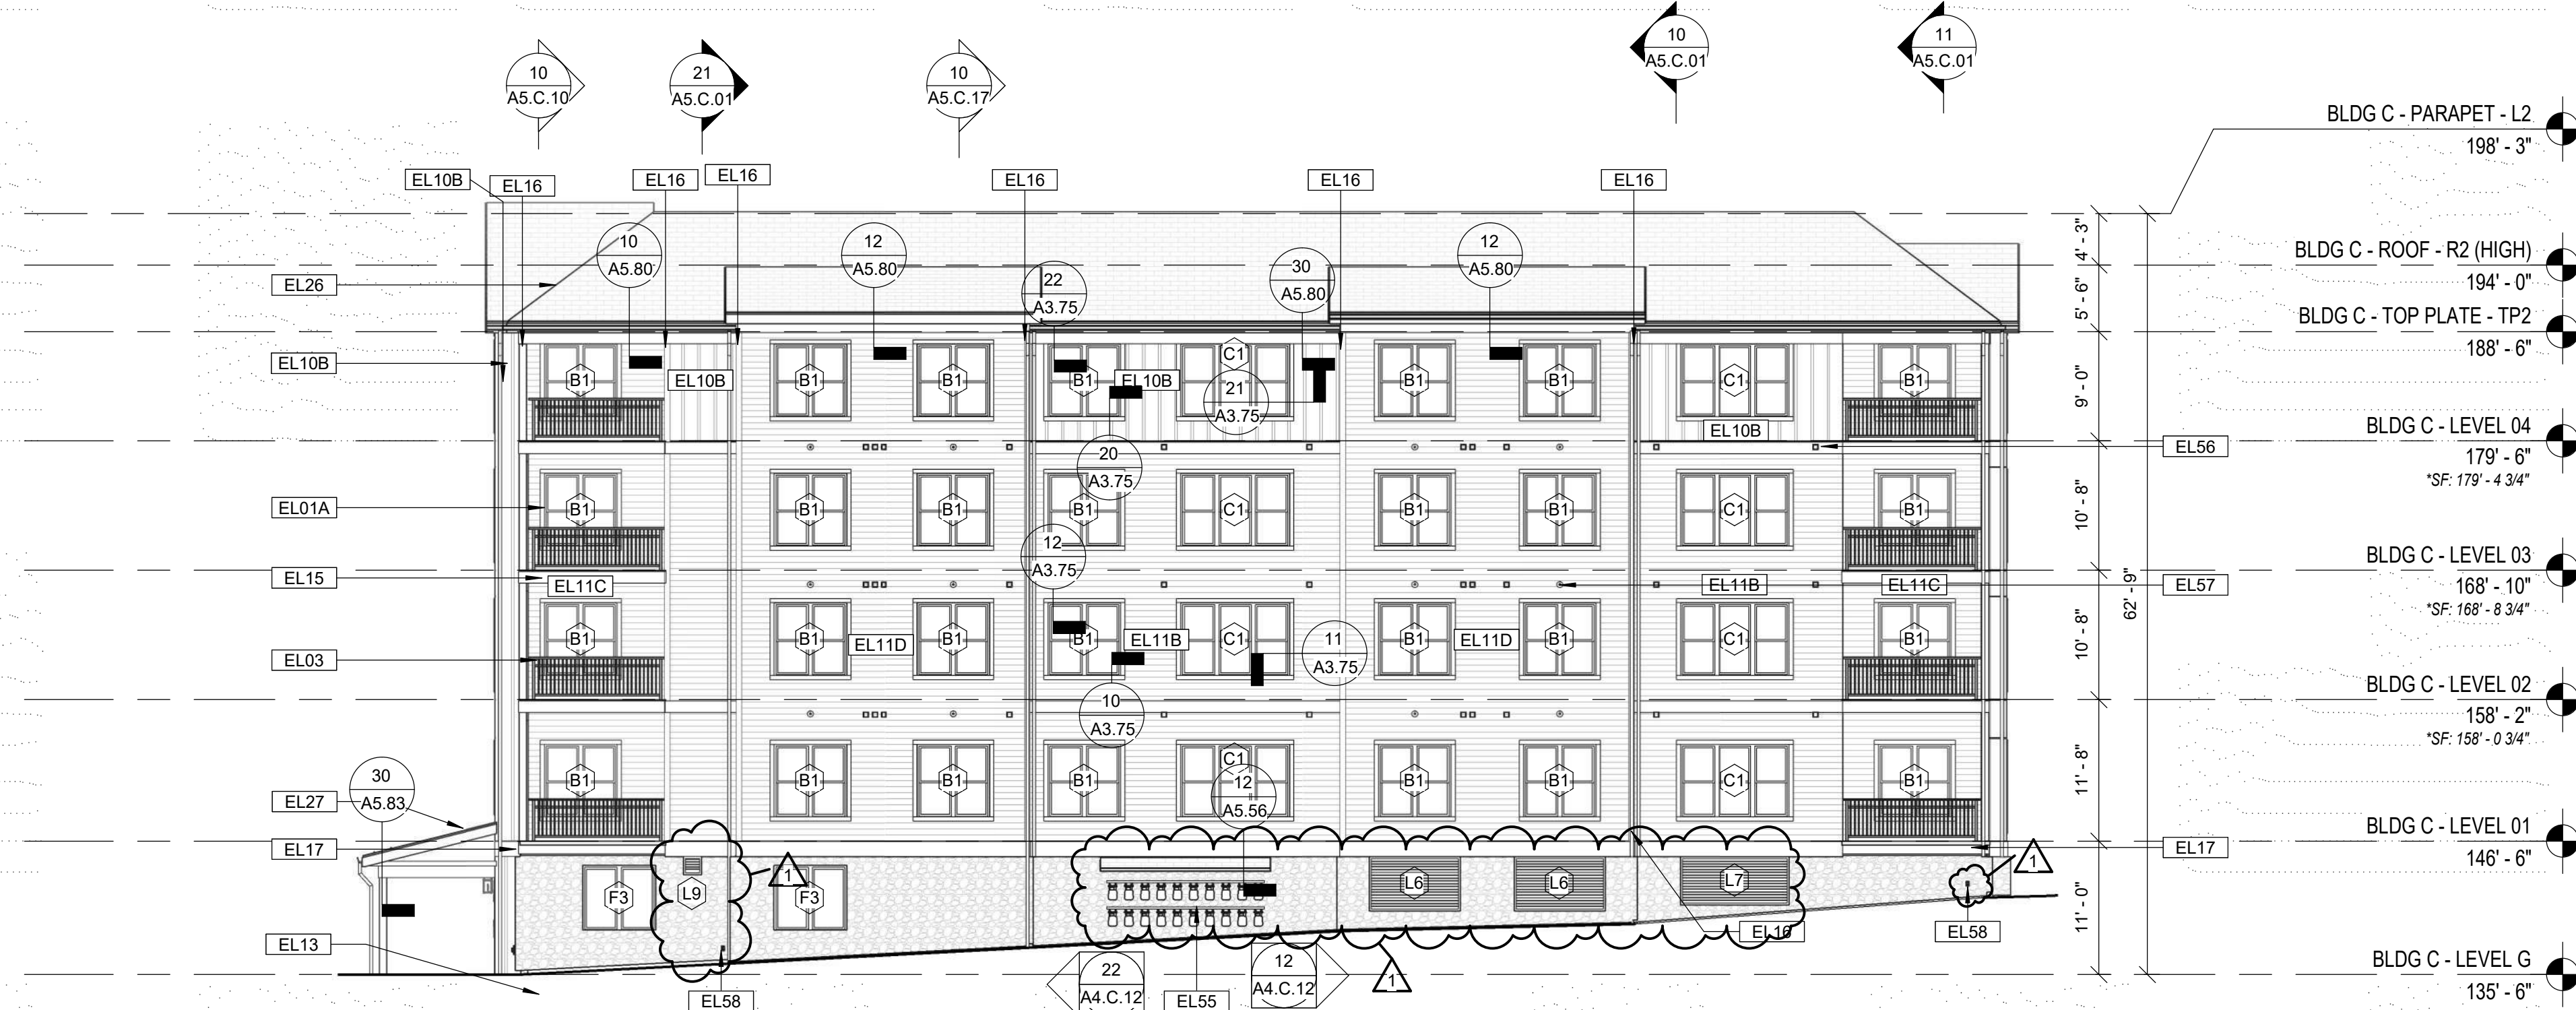 10
A5.C.10
21
A5.C.01
10
A5.C.17
10
A5.C.01
11
A5.C.01
BLDG C - PARAPET - L2
198' - 3"
EL10B
EL16
EL16
EL16
EL16
EL16
EL16
4' - 3"
10
A5.80
12
A5.80
22
A3.75
30
A5.80
12
A5.80
BLDG C - ROOF - R2 (HIGH)
194' - 0"
EL26
5' - 6"
BLDG C - TOP PLATE - TP2
188' - 6"
EL10B
B1
EL10B
B1
B1
B1
EL10B
C1
21
A3.75
B1
B1
C1
EL10B
B1
9' - 0"
BLDG C - LEVEL 04
179' - 6"
*SF: 179' - 4 3/4"
EL56
20
A3.75
EL01A
B1
B1
B1
B1
C1
B1
B1
C1
B1
10' - 8"
12
A3.75
BLDG C - LEVEL 03
168' - 10"
*SF: 168' - 8 3/4"
EL15
EL11C
EL11B
EL11C
EL57
62' - 9"
B1
B1
EL11D
B1
B1
EL11B
C1
11
A3.75
B1
EL11D
B1
C1
B1
10' - 8"
EL03
BLDG C - LEVEL 02
158' - 2"
*SF: 158' - 0 3/4"
10
A3.75
B1
B1
B1
B1
C1
12
A5.56
B1
B1
C1
B1
11' - 8"
30
A5.83
EL27
BLDG C - LEVEL 01
146' - 6"
EL17
EL17
1
1
F3
L9
F3
L6
L6
L7
11' - 0"
EL13
EL16
EL58
BLDG C - LEVEL G
135' - 6"
EL58
22
A4.C.12
EL55
12
A4.C.12
1